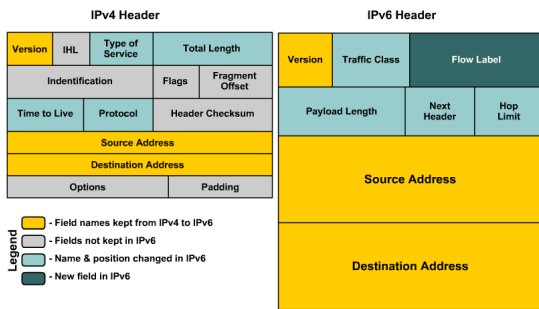 IPv4 Header
Version
IHL
Type of
Service
Total Length
Indentification
Flags
Fragment
Offset
Time to Live
Protocol
Header Checksum
Source Address
Destination Address
Options
Padding
Legend
- Field names kept from IPv4 to IPv6
- Fields not kept in IPv6
- Name & position changed in IPv6
- New field in IPv6
IPv6 Header
Version
Traffic Class
Flow Label
Payload Length
Next
Header
Hop
Limit
Source Address
Destination Address